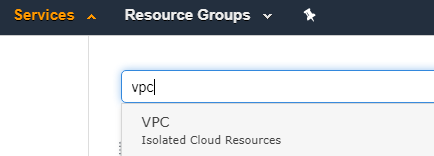 Services Resource Groups
vpc
VPC
Isolated Cloud Resources